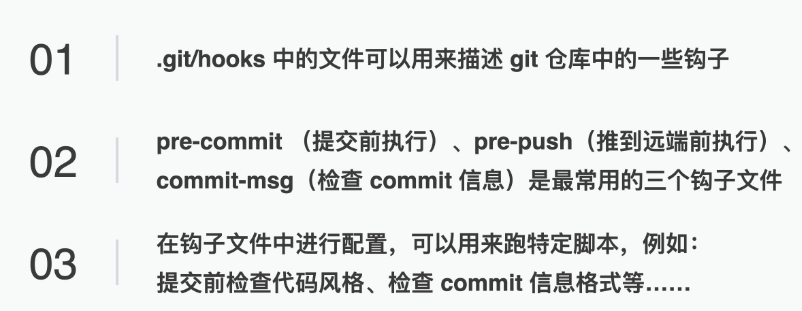 01
.git/hooks 中的文件可以用来描述 git 仓库中的一些钩子
02
pre-commit （提交前执行）、pre-push（推到远端前执行）、
commit-msg（检查 commit 信息）是最常用的三个钩子文件
03
在钩子文件中进行配置，可以用来跑特定脚本，例如：
提交前检查代码风格、检查 commit 信息格式等......